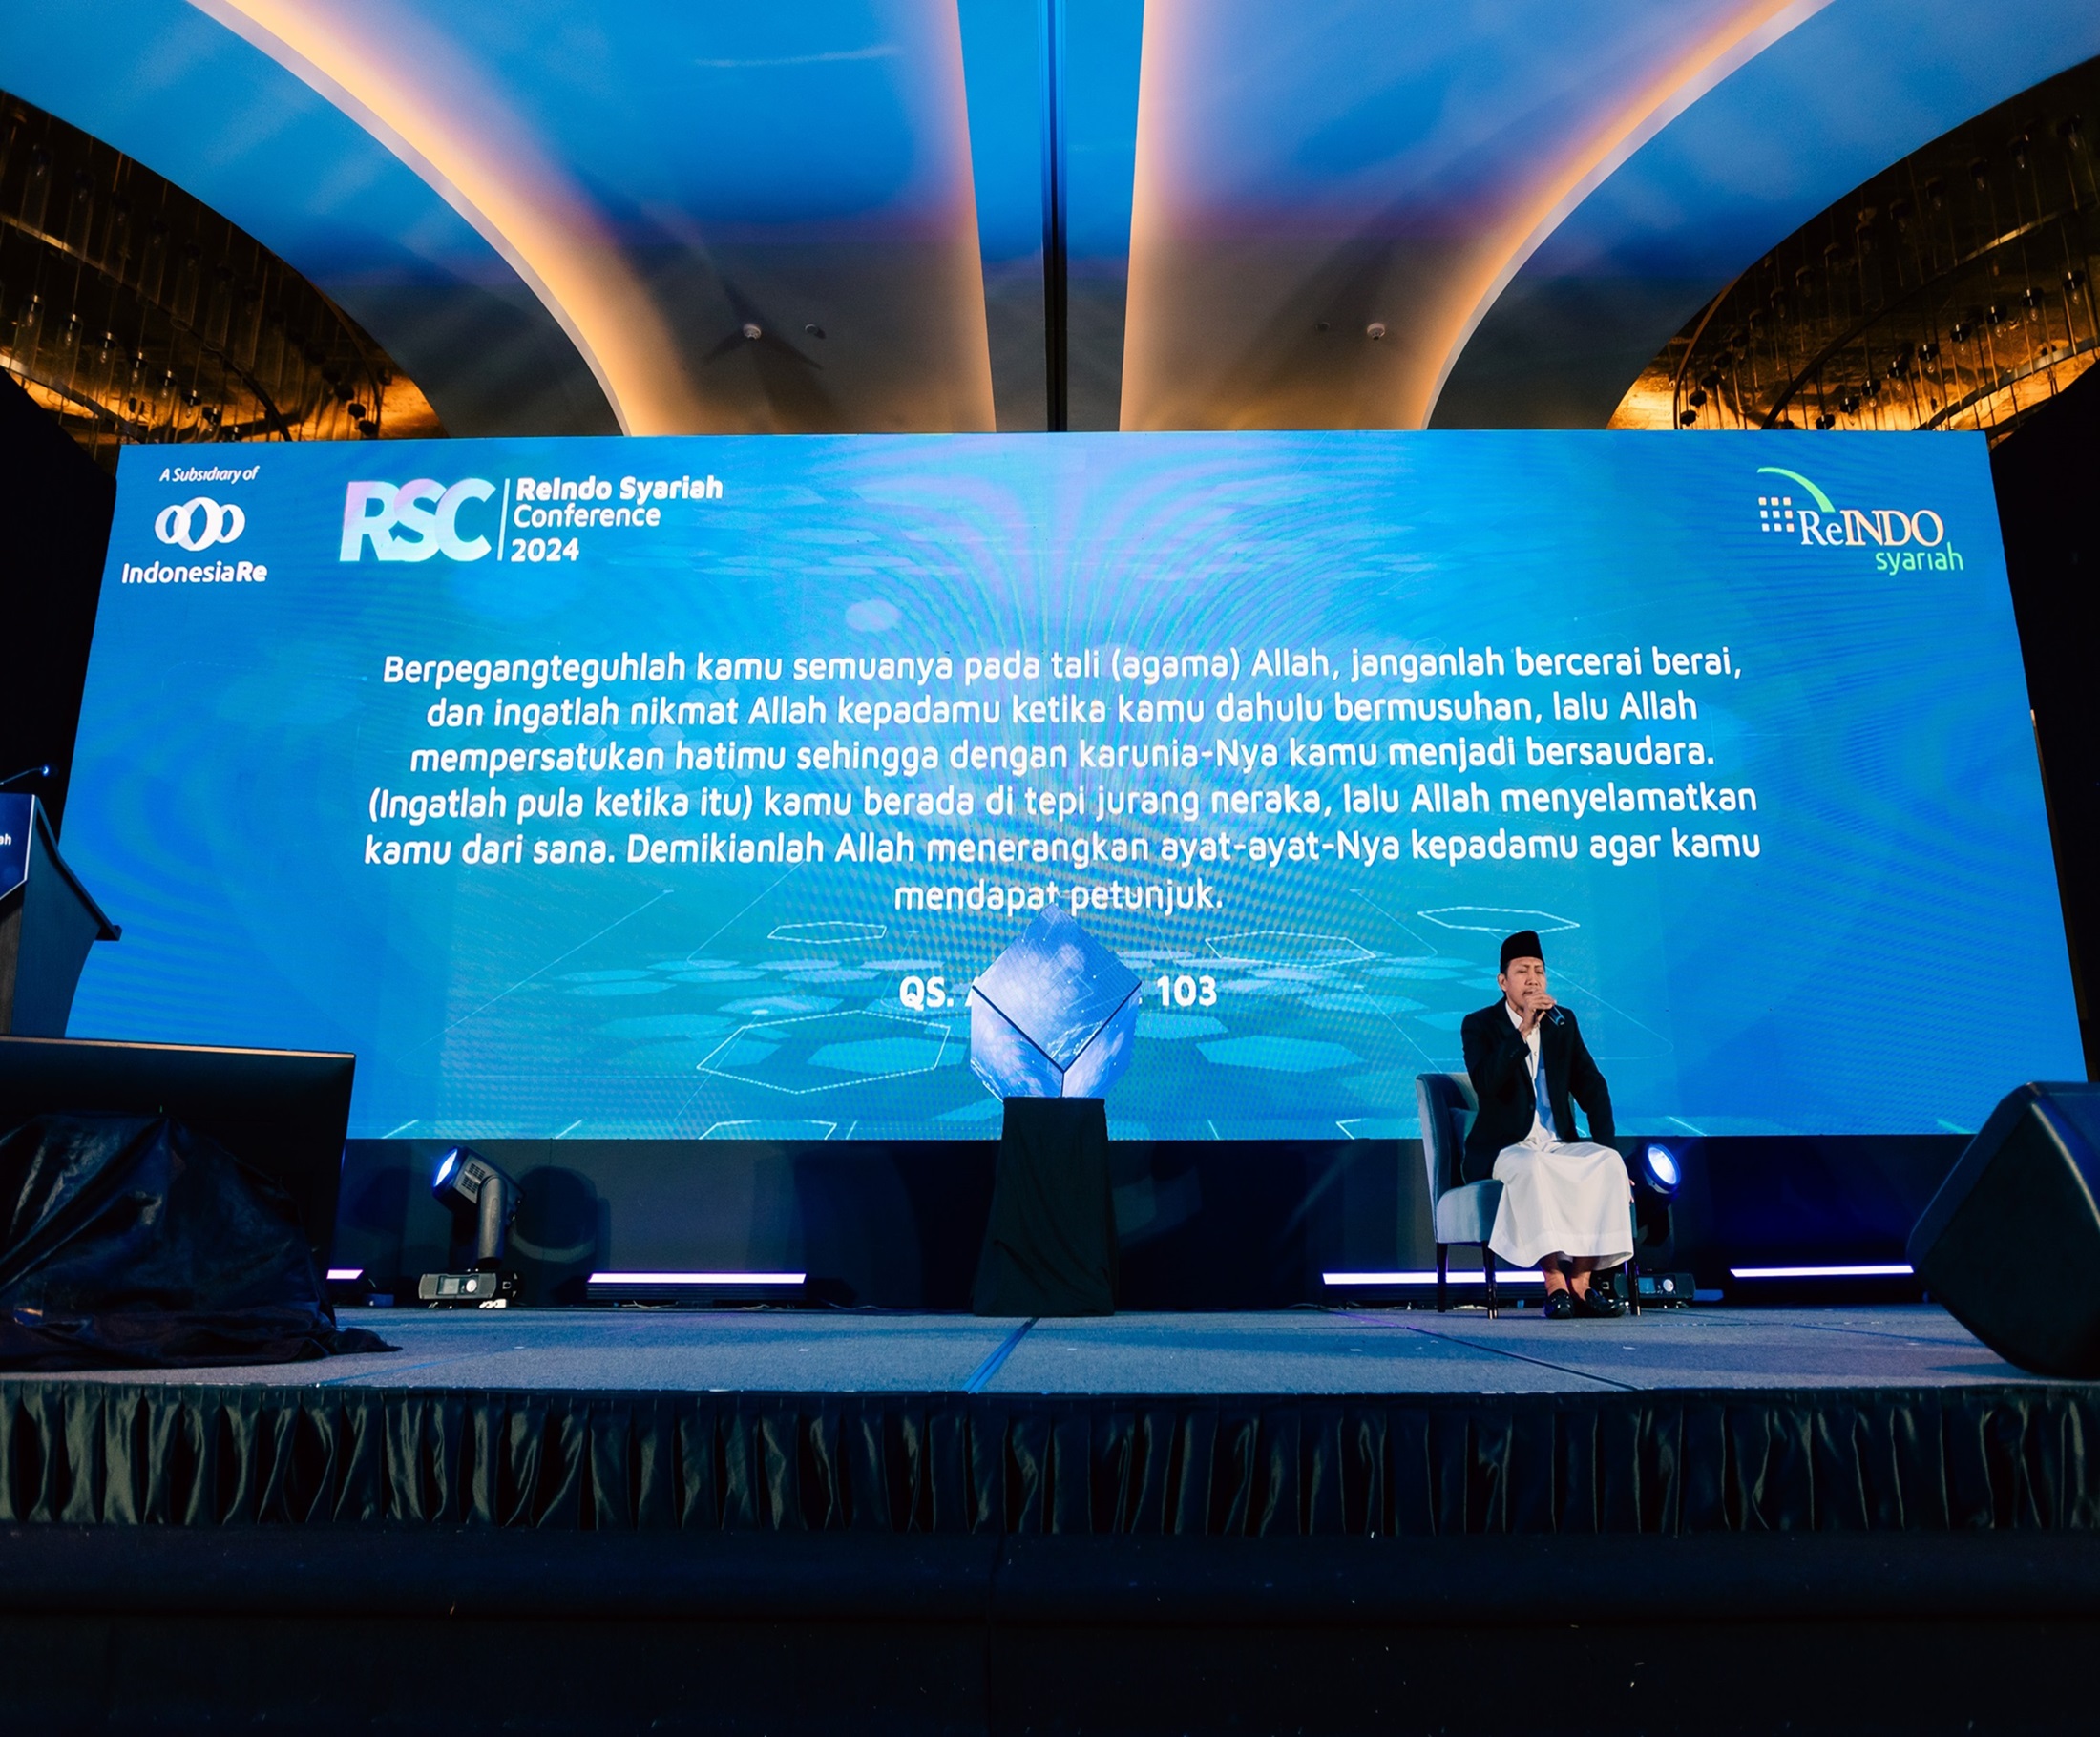 A Subsidiary of
IndonesiaRe
RSC
ReIndo Syariah
Conference
2024
ReINDO
syariah
Berpegangteguhlah kamu semuanya pada tali (agama) Allah, janganlah bercerai berai,
dan ingatlah nikmat Allah kepadamu ketika kamu dahulu bermusuhan, lalu Allah
mempersatukan hatimu sehingga dengan karunia-Nya kamu menjadi bersaudara.
(Ingatlah pula ketika itu) kamu berada di tepi jurang neraka, lalu Allah menyelamatkan
kamu dari sana. Demikianlah Allah menerangkan ayat-ayat-Nya kepadamu agar kamu
mendapat petunjuk.
QS. 103